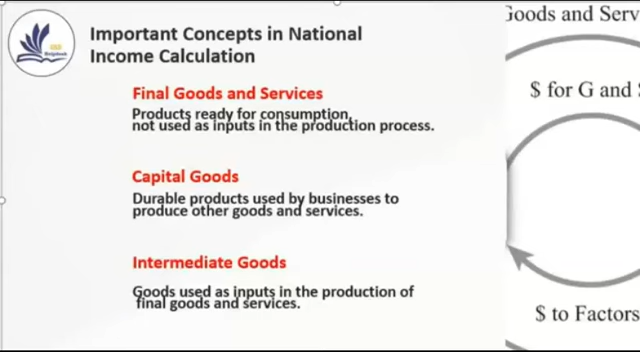 Important Concepts in National
Income Calculation
Final Goods and Services
Products ready for consumption,
not used as inputs in the production process.
Capital Goods
Durable products used by businesses to
produce other goods and services.
Intermediate Goods
Goods used as inputs in the production of
final goods and services.
Goods and Serv
$ for G and
$ to Factors